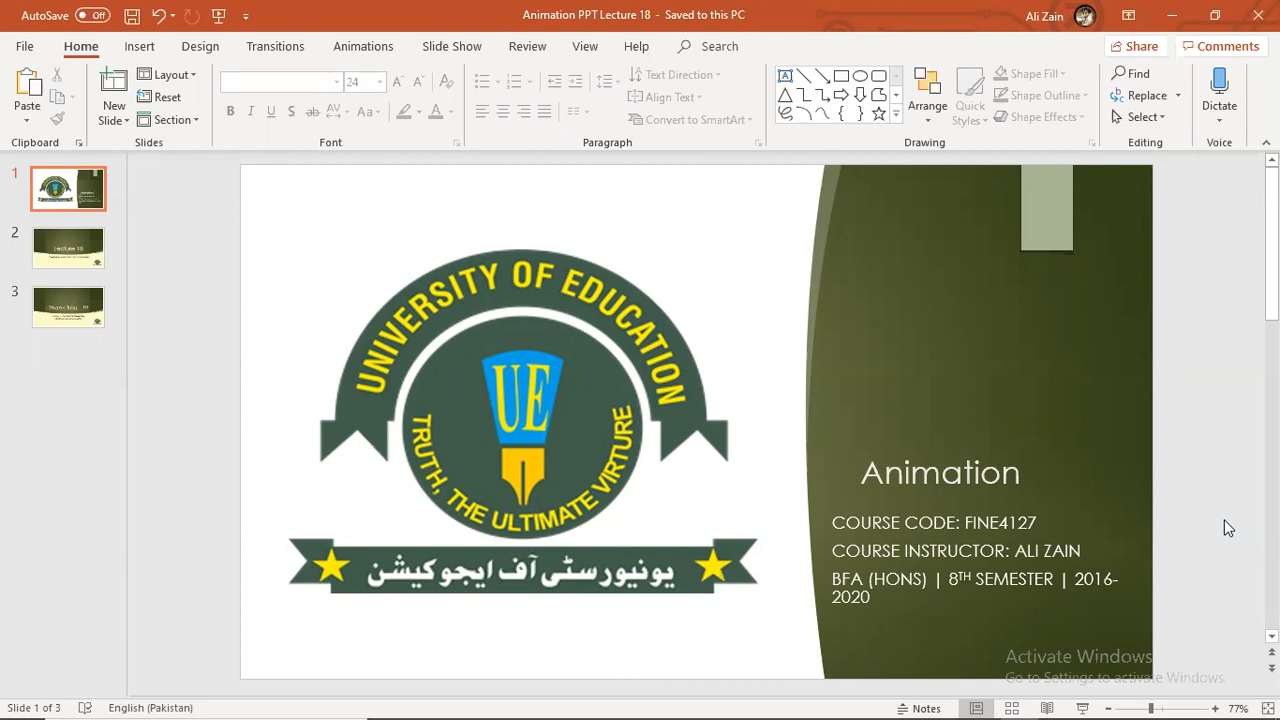 AutoSave Off
Animation PPT Lecture 18 - Saved to this PC
Ali Zain
File Home Insert Design Transitions Animations Slide Show Review View Help Search
Share Comments
Paste
Clipboard
New Slide
Layout
Reset
Section
Slides
24
Font
Text Direction
Align Text
Convert to SmartArt
Paragraph
Arrange
Quick Styles
Shape Fill
Shape Outline
Shape Effects
Drawing
Find
Replace
Select
Editing
Dictate
Voice
1
2
Lecture 18
3
UNIVERSITY OF EDUCATION
UE
TRUTH, THE ULTIMATE VIRTURE
یونیورسٹی آف ایجوکیشن
Animation
COURSE CODE: FINE4127
COURSE INSTRUCTOR: ALI ZAIN
BFA (HONS) | 8TH SEMESTER | 2016-
2020
Activate Windows
Go to Settings to activate Windows.
Slide 1 of 3
English (Pakistan)
Notes
77%